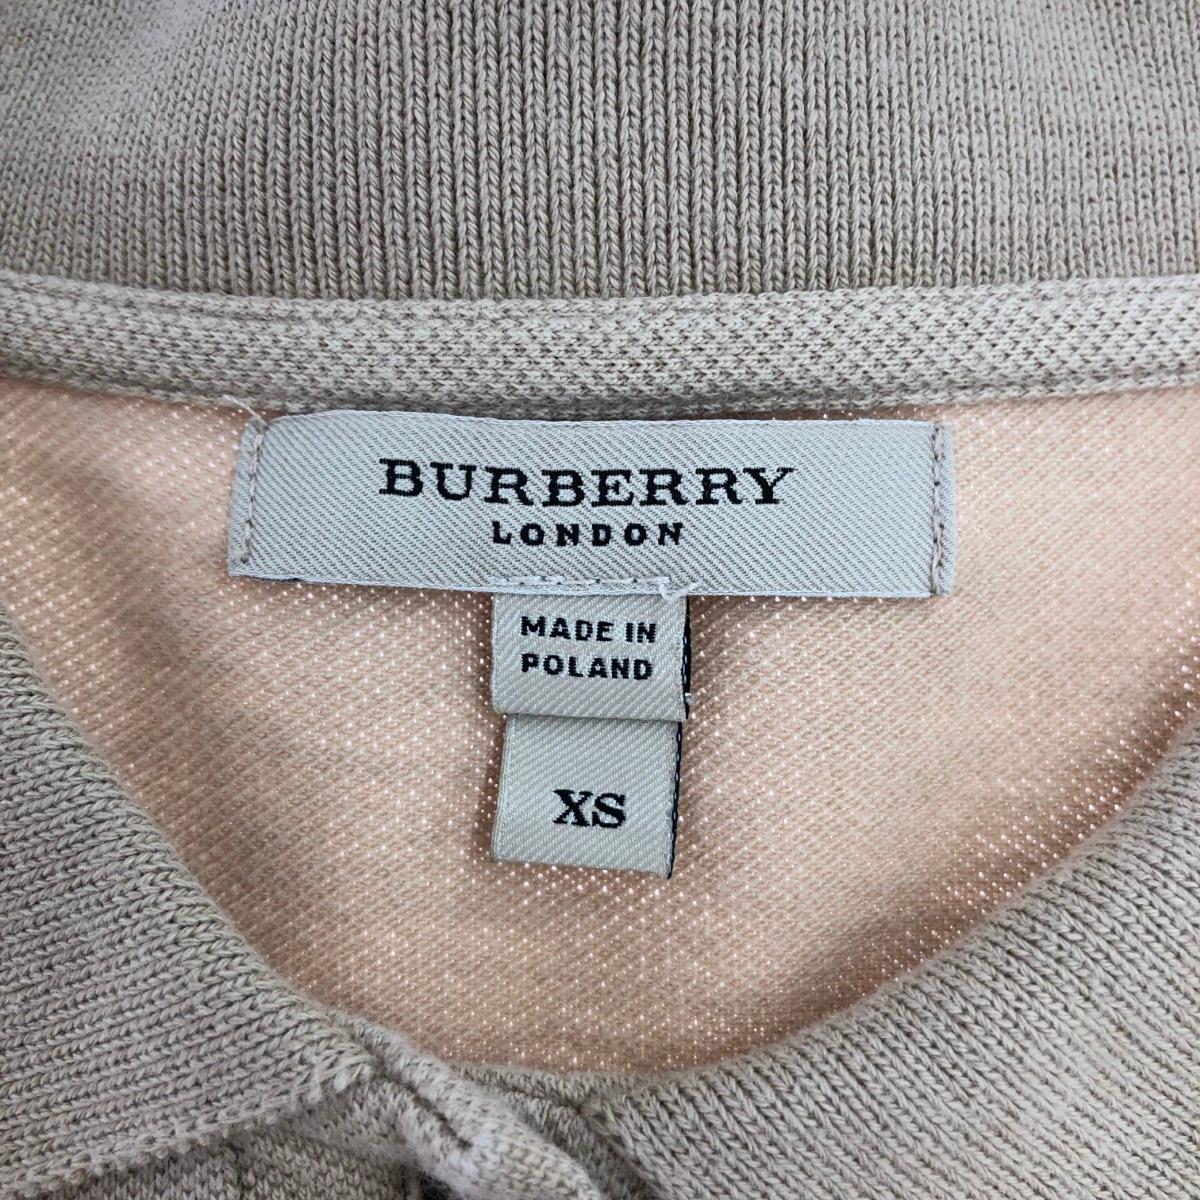 BURBERRY
LONDON
MADE IN
POLAND
XS